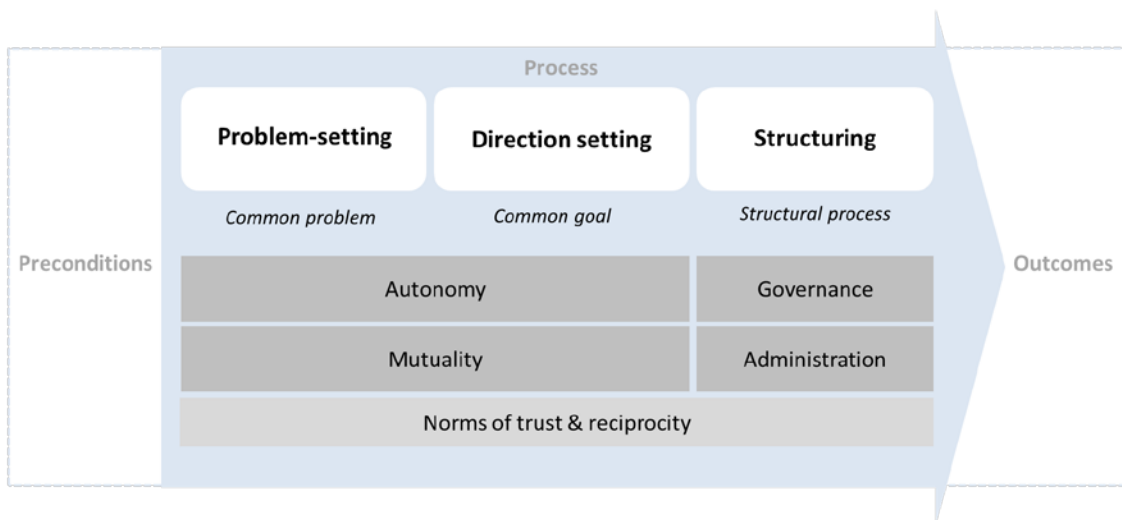 Process
Problem-setting
Direction setting
Structuring
Common problem
Common goal
Structural process
Preconditions
Outcomes
Autonomy
Governance
Mutuality
Administration
Norms of trust & reciprocity